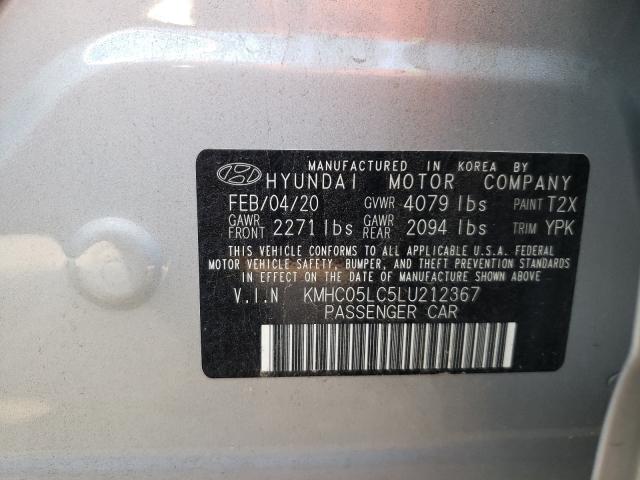 MANUFACTURED IN KOREA BY
HYUNDAI MOTOR COMPANY
FEB/04/20 GVWR 4079 lbs PAINT T2X
GAWR FRONT 2271 lbs GAWR REAR 2094 lbs TRIM YPK
THIS VEHICLE CONFORMS TO ALL APPLICABLE U.S.A. FEDERAL
MOTOR VEHICLE SAFETY, BUMPER, AND THEFT PREVENTION STANDARDS
IN EFFECT ON THE DATE OF MANUFACTURE SHOWN ABOVE.
V.I.N KMHC05LC5LU212367
PASSENGER CAR